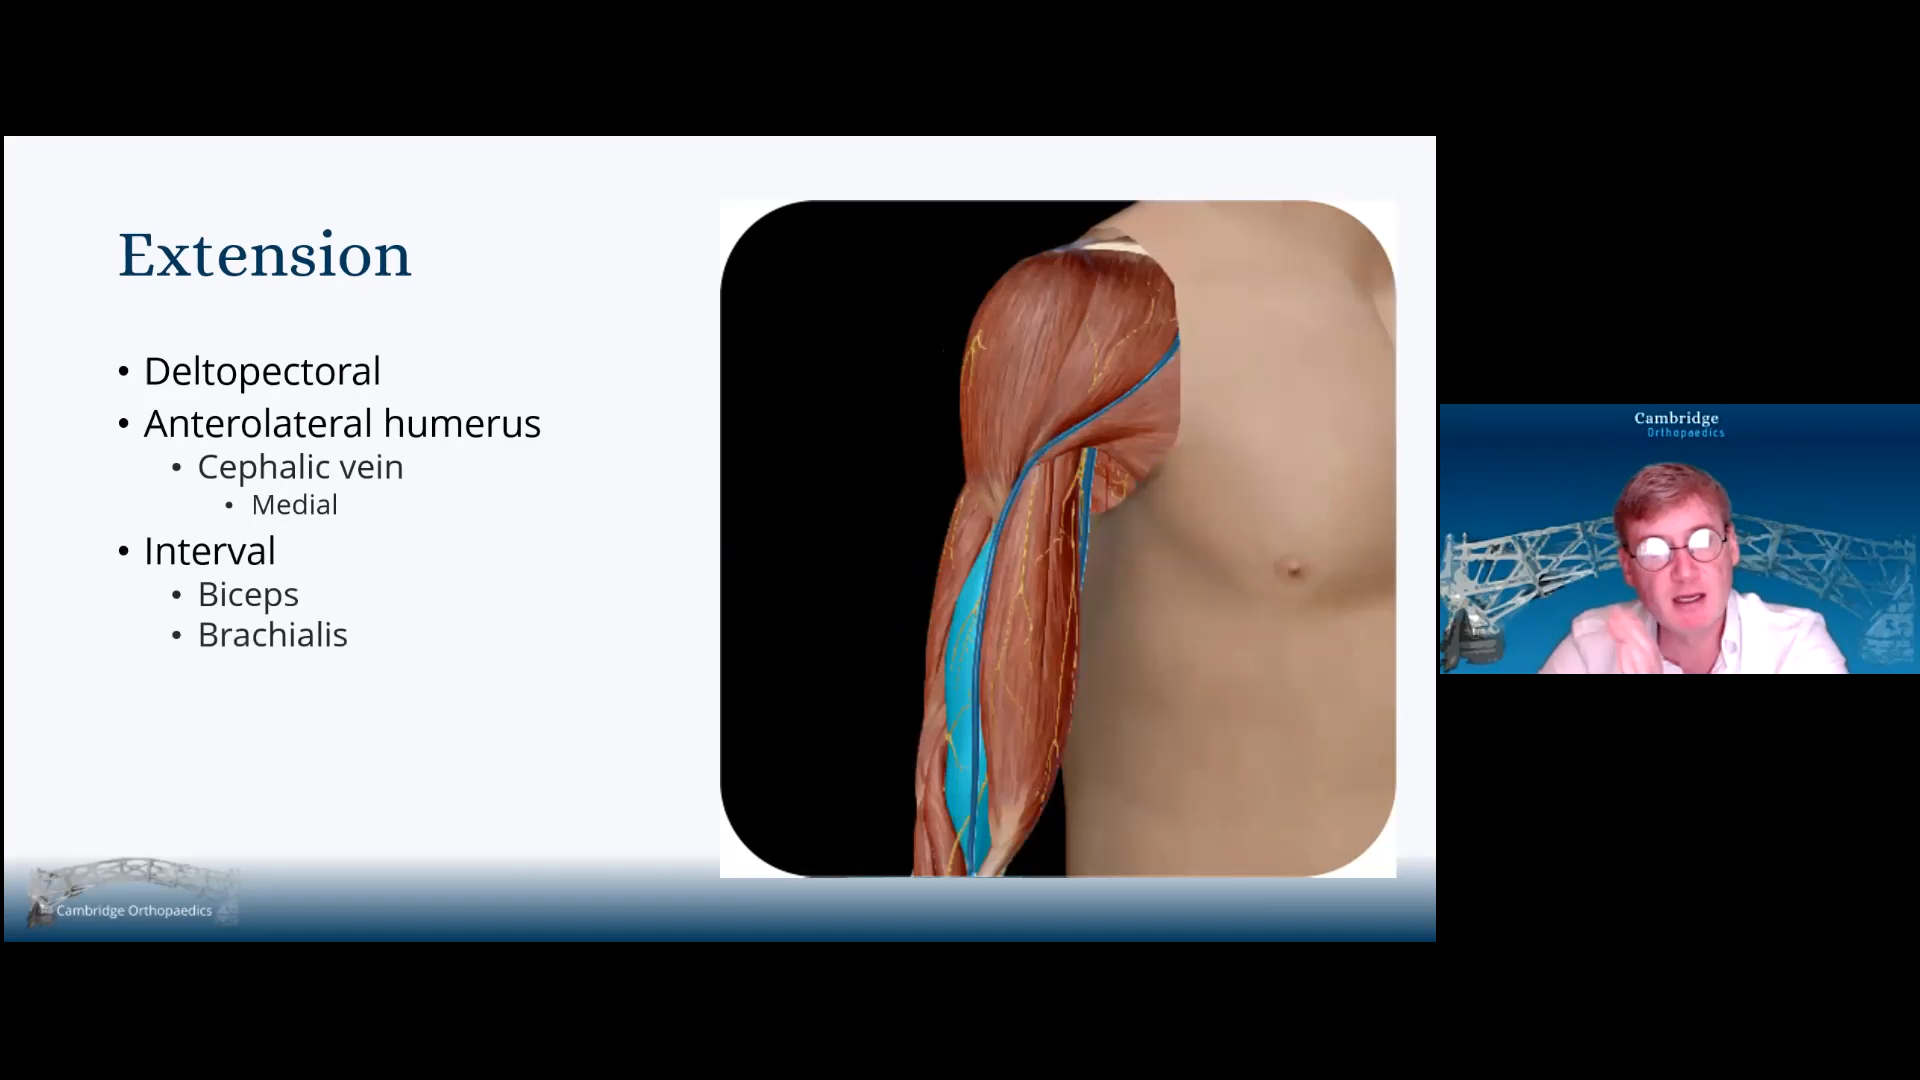 Extension
• Deltopectoral
• Anterolateral humerus
• Cephalic vein
• Medial
• Interval
• Biceps
• Brachialis
Cambridge Orthopaedics
Cambridge
Orthopaedics